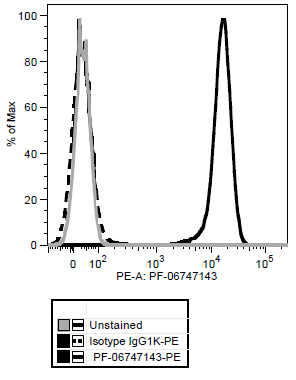 100
80
60
40
20
0
% of Max
0 10² 10³ 10⁴ 10⁵
PE-A: PF-06747143
Unstained
Isotype IgG1K-PE
PF-06747143-PE